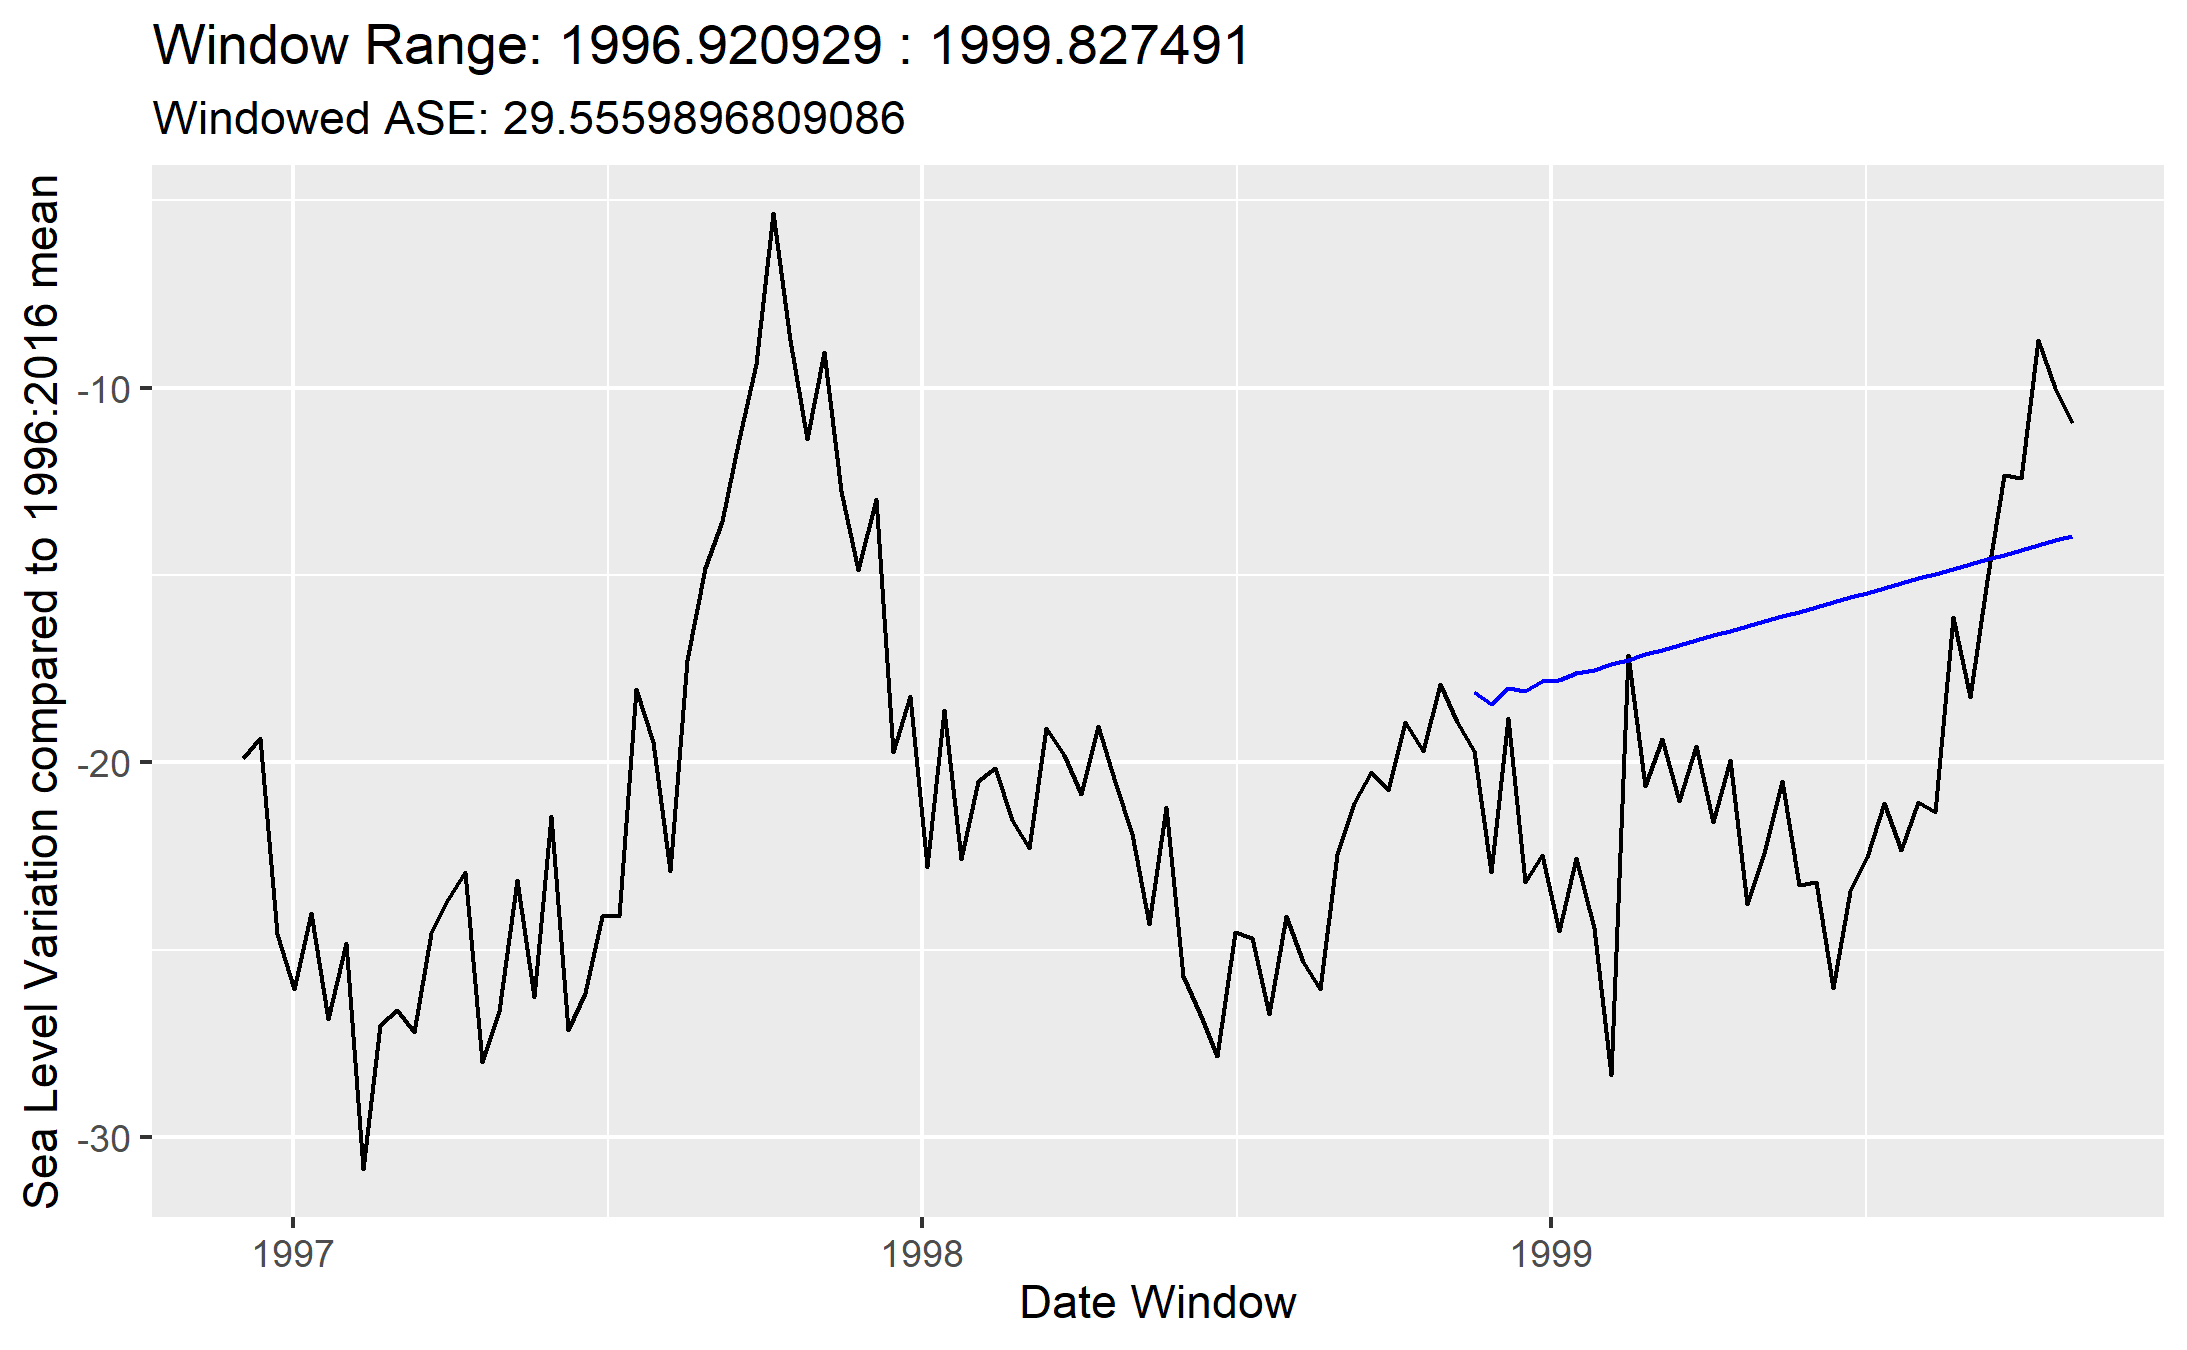 Window Range: 1996.920929 : 1999.827491
Windowed ASE: 29.5559896809086
Sea Level Variation compared to 1996:2016 mean
-10
-20
-30
1997
1998
1999
Date Window